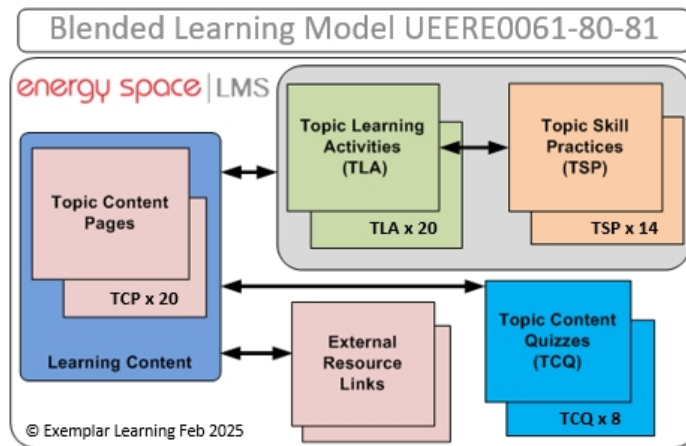 Blended Learning Model UEERE0061-80-81
energy space | LMS
Topic Learning
Activities
(TLA)
TLA x 20
Topic Skill
Practices
(TSP)
TSP x 14
Topic Content
Pages
TCP x 20
Learning Content
External
Resource
Links
Topic Content
Quizzes
(TCQ)
TCQ x 8
© Exemplar Learning Feb 2025